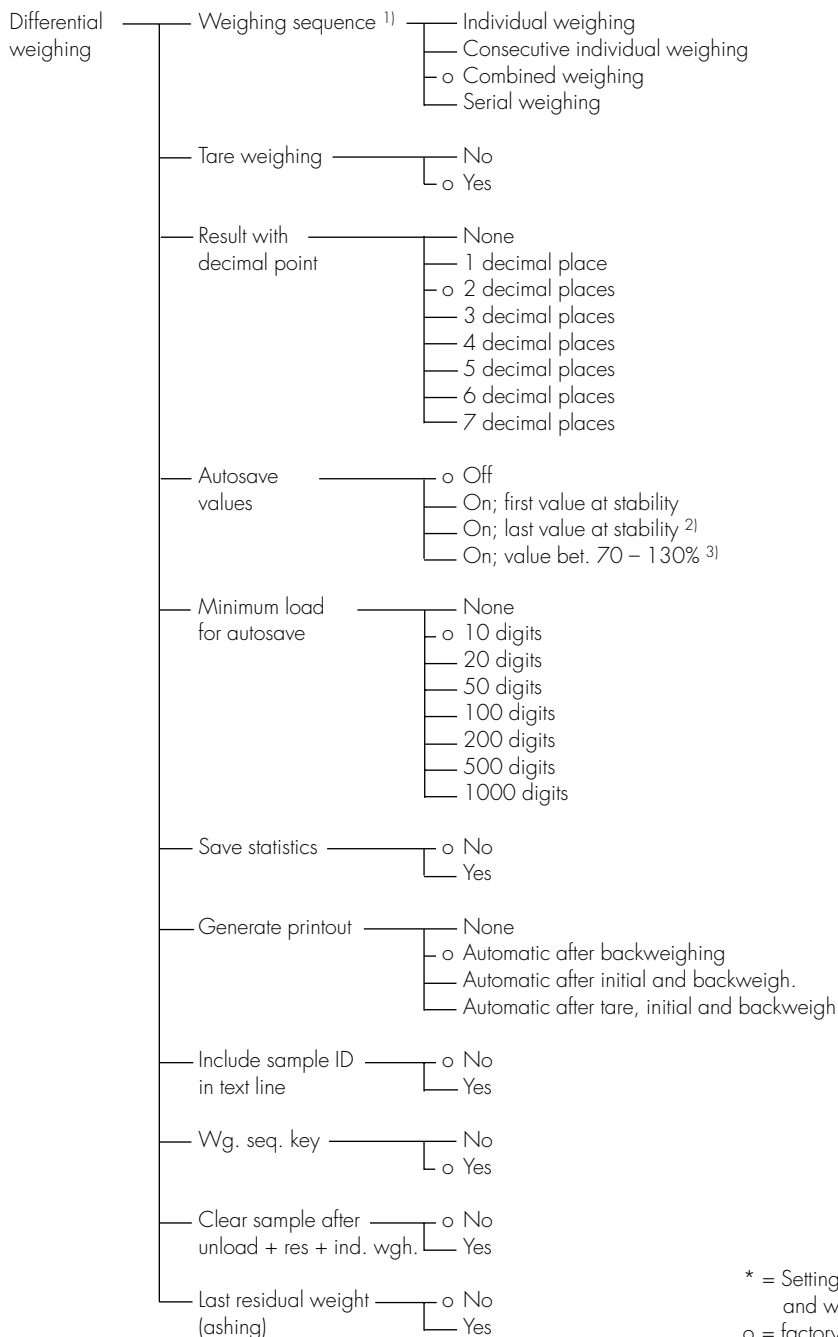 Differential weighing
Weighing sequence 1)
Individual weighing
Consecutive individual weighing
o Combined weighing
Serial weighing
Tare weighing
No
o Yes
Result with
decimal point
None
1 decimal place
o 2 decimal places
3 decimal places
4 decimal places
5 decimal places
6 decimal places
7 decimal places
Autosave
values
o Off
On; first value at stability
On; last value at stability 2)
On; value bet. 70 – 130% 3)
Minimum load
for autosave
None
o 10 digits
20 digits
50 digits
100 digits
200 digits
500 digits
1000 digits
Save statistics
o No
Yes
Generate printout
None
o Automatic after backweighing
Automatic after initial and backweigh.
Automatic after tare, initial and backweigh
Include sample ID
in text line
o No
Yes
Wg. seq. key
No
o Yes
Clear sample after
unload + res + ind. wgh.
o No
Yes
Last residual weight
(ashing)
o No
Yes
* = Setting
and w
o = factory